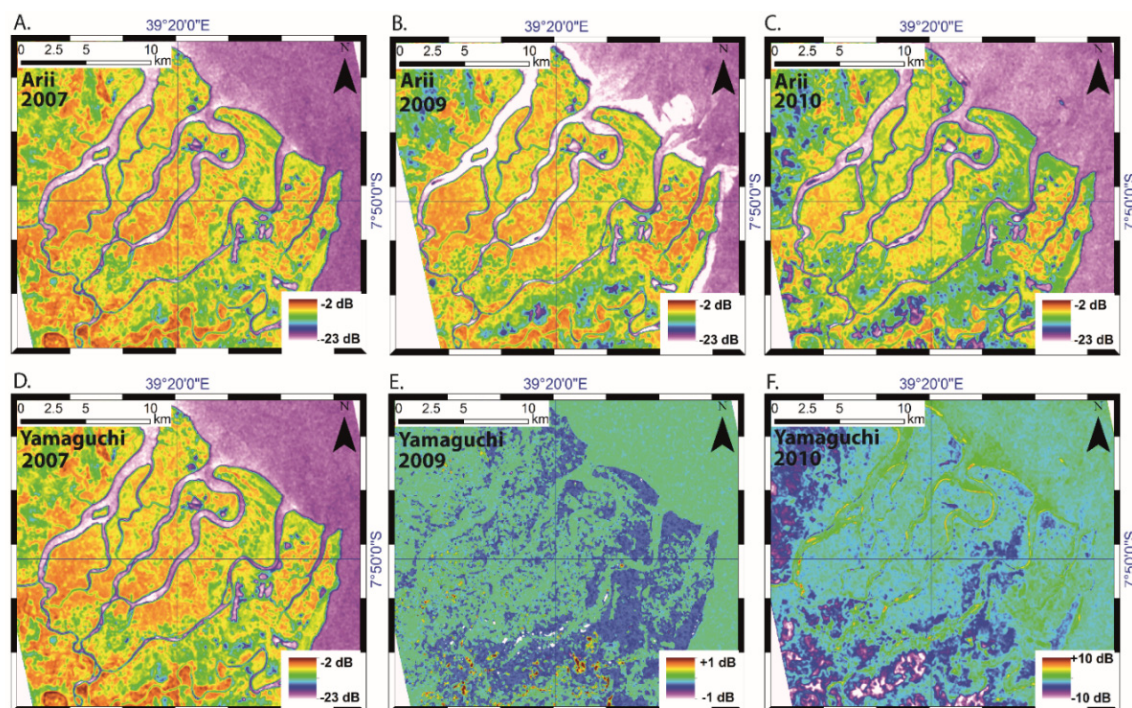 A.
39°20'0"E
B.
39°20'0"E
C.
39°20'0"E
0 2.5 5 10
km
N
Arii
2007
-2 dB
-23 dB
0 2.5 5 10
km
N
Arii
2009
-2 dB
-23 dB
0 2.5 5 10
km
N
Arii
2010
-2 dB
-23 dB
7°50'0"S
7°50'0"S
7°50'0"S
D.
39°20'0"E
E.
39°20'0"E
F.
39°20'0"E
0 2.5 5 10
km
N
Yamaguchi
2007
-2 dB
-23 dB
0 2.5 5 10
km
N
Yamaguchi
2009
+1 dB
-1 dB
0 2.5 5 10
km
N
Yamaguchi
2010
+10 dB
-10 dB
7°50'0"S
7°50'0"S
7°50'0"S